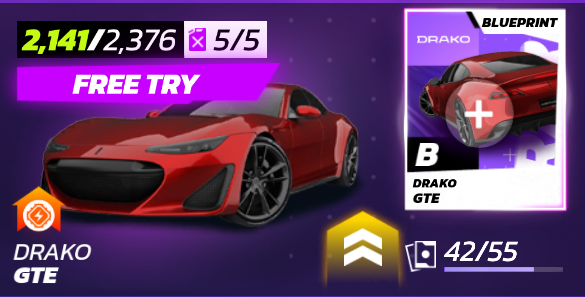 2,141/2,376 5/5
FREE TRY
BLUEPRINT
DRAKO
B
DRAKO
GTE
DRAKO
GTE
42/55